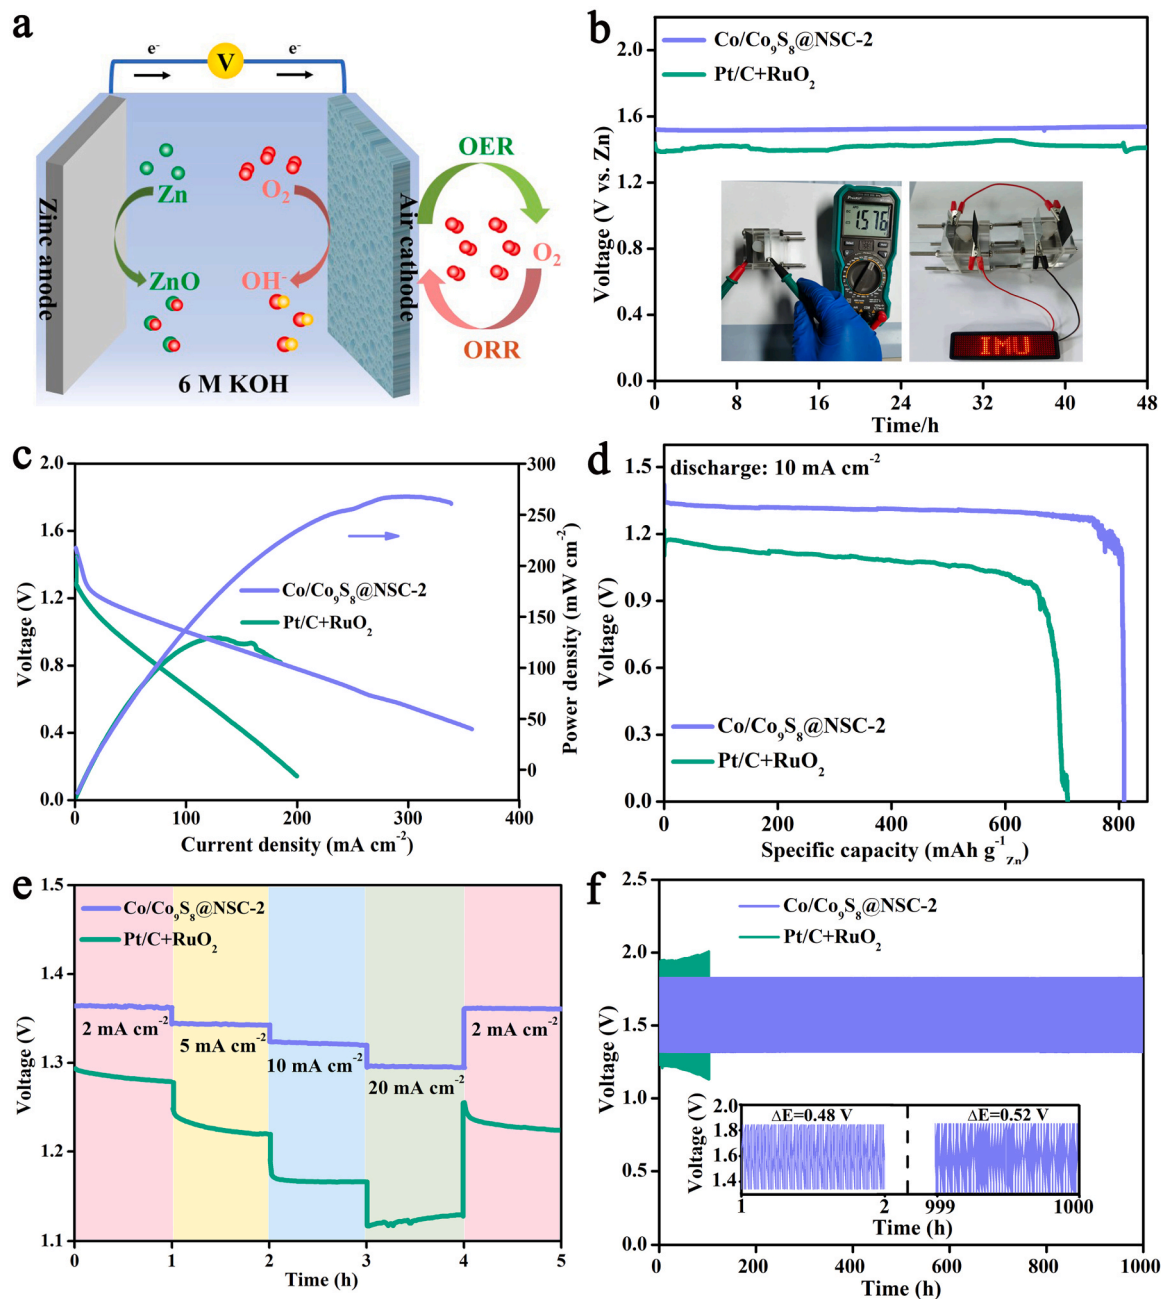 a
e⁻
V
e⁻
Zinc anode
Zn
O₂
ZnO
OH⁻
6 M KOH
Air cathode
OER
O₂
ORR
b
Co/Co₉S₈@NSC-2
Pt/C+RuO₂
Voltage (V vs. Zn)
2.0
1.6
1.2
0.8
0.4
0.0
1.576
IMU
0
8
16
24
32
40
48
Time/h
c
2.0
1.6
1.2
0.8
0.4
0.0
Voltage (V)
Co/Co₉S₈@NSC-2
Pt/C+RuO₂
300
250
200
150
100
50
0
Power density (mW cm⁻²)
0
100
200
300
400
Current density (mA cm⁻²)
d
discharge: 10 mA cm⁻²
1.5
1.2
0.9
0.6
0.3
0.0
Voltage (V)
Co/Co₉S₈@NSC-2
Pt/C+RuO₂
0
200
400
600
800
Specific capacity (mAh g⁻¹Zn)
e
1.5
1.4
1.3
1.2
1.1
Voltage (V)
Co/Co₉S₈@NSC-2
Pt/C+RuO₂
2 mA cm⁻²
5 mA cm⁻²
10 mA cm⁻²
20 mA cm⁻²
2 mA cm⁻²
0
1
2
3
4
5
Time (h)
f
2.5
2.0
1.5
1.0
0.5
0.0
Voltage (V)
Co/Co₉S₈@NSC-2
Pt/C+RuO₂
Voltage (V)
2.0
1.8
1.6
1.4
ΔE=0.48 V
ΔE=0.52 V
1
2
999
1000
Time (h)
0
200
400
600
800
1000
Time (h)